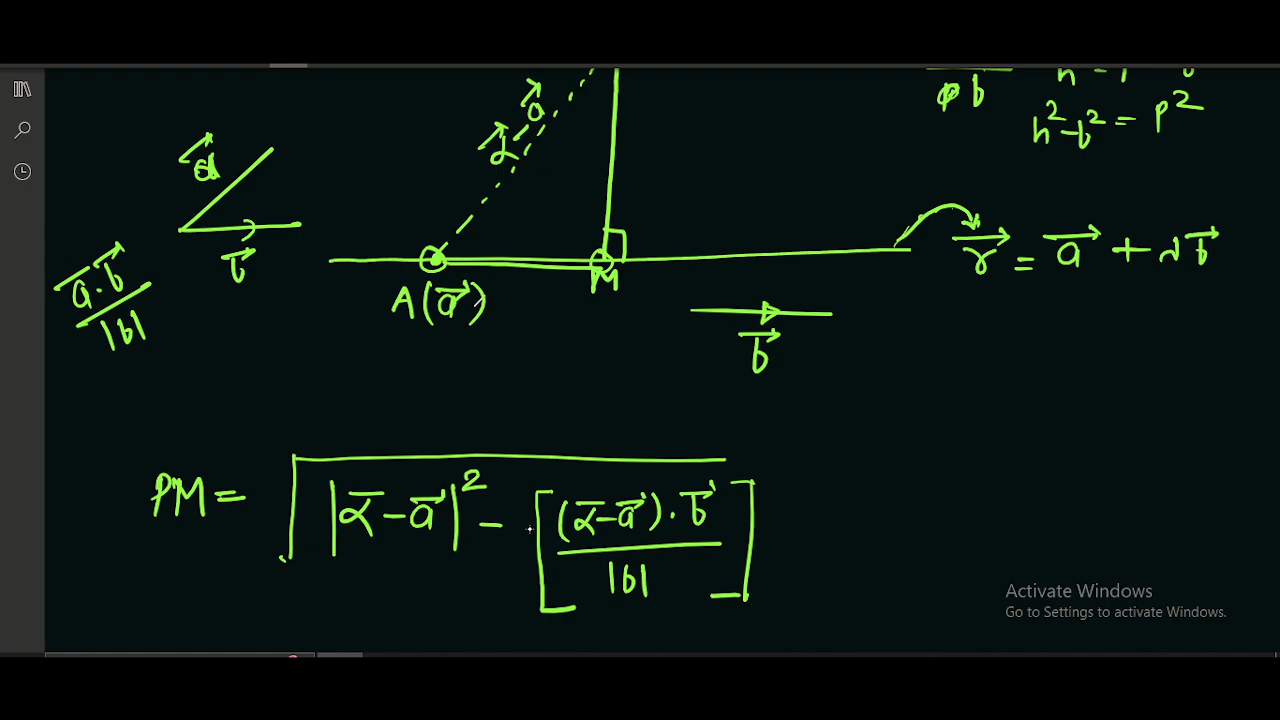 h² - b² = p²
b
α⃗ - a⃗
a⃗
b⃗
a⃗ · b⃗ / |b|
A(a⃗)
M
r⃗ = a⃗ + λb⃗
b⃗
PM = √ |α⃗ - a⃗|² - [ (α⃗ - a⃗) · b⃗ / |b| ]
Activate Windows
Go to Settings to activate Windows.